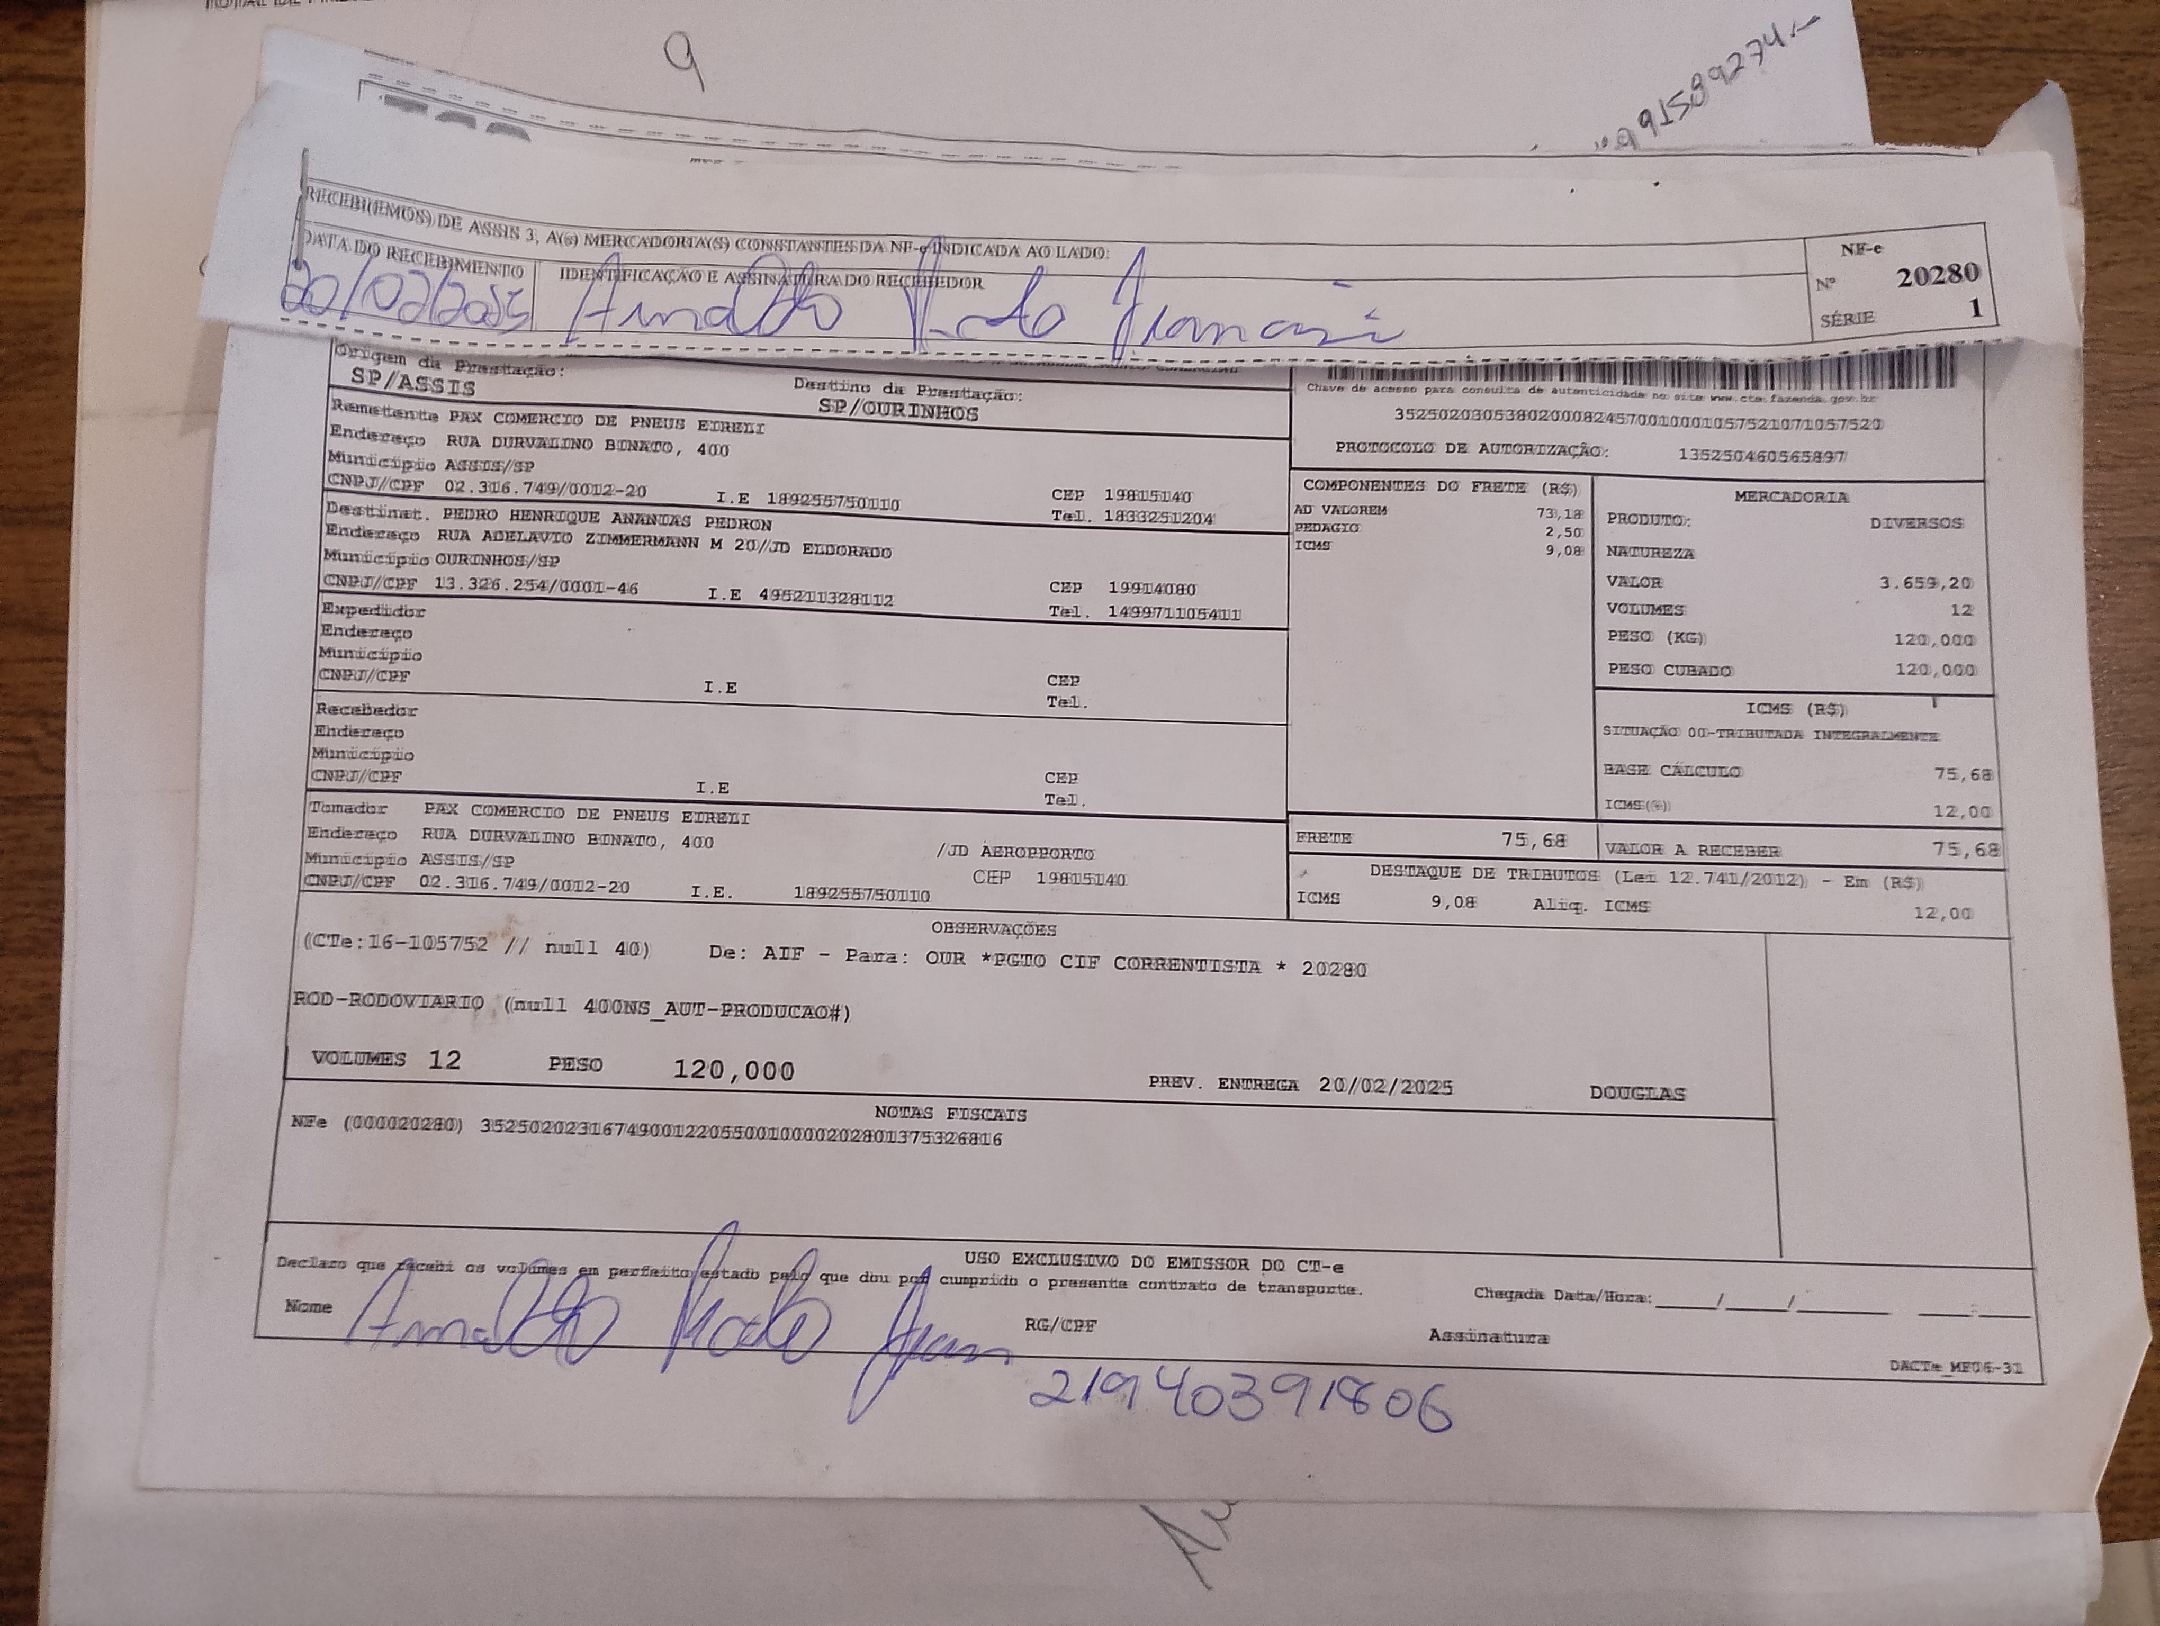 9
991589274.-
RECEBI(EMOS) DE ASSIS 3, A(s) MERCADORIA(S) CONSTANTES DA NF-e INDICADA AO LADO:
DATA DO RECEBIMENTO IDENTIFICAÇÃO E ASSINATURA DO RECEBEDOR
20/02/2025 Arnaldo
NF-e
Nº 20280
SÉRIE 1
Origem da Prestação: Destino da Prestação:
SP/ASSIS SP/OURINHOS
Remetente PAX COMERCIO DE PNEUS EIRELI
Endereço RUA DURVALINO BINATO, 400
Município ASSIS/SP CEP 19815140
CNPJ/CPF 02.316.749/0012-20 I.E 189255750110 Tel. 1833251204
Destinat. PEDRO HENRIQUE ANANIAS PEDRON
Endereço RUA ADELAVIO ZIMMERMANN M 20//JD ELDORADO
Município OURINHOS/SP CEP 19914080
CNPJ/CPF 13.326.254/0001-46 I.E 495211328112 Tel. 149971105411
Expedidor
Endereço
Município CEP
CNPJ/CPF I.E Tel.
Recebedor
Endereço
Município CEP
CNPJ/CPF I.E Tel.
Tomador PAX COMERCIO DE PNEUS EIRELI
Endereço RUA DURVALINO BINATO, 400 /JD AEROPPORTO
Município ASSIS/SP CEP 19815140
CNPJ/CPF 02.316.749/0012-20 I.E. 189255750110
Chave de acesso para consulta de autenticidade no site www.cte.fazenda.gov.br
35250203053802000824570010001057521071057520
PROTOCOLO DE AUTORIZAÇÃO: 135250460565897
COMPONENTES DO FRETE (R$)
AD VALOREM 73,18
PEDAGIO 2,50
ICMS 9,08
MERCADORIA
PRODUTO: DIVERSOS
NATUREZA
VALOR 3.659,20
VOLUMES 12
PESO (KG) 120,000
PESO CUBADO 120,000
ICMS (R$)
SITUAÇÃO 00-TRIBUTADA INTEGRALMENTE
BASE CÁLCULO 75,68
ICMS(%) 12,00
FRETE 75,68 VALOR A RECEBER 75,68
DESTAQUE DE TRIBUTOS (Lei 12.741/2012) - Em (R$)
ICMS 9,08 Aliq. ICMS 12,00
OBSERVAÇÕES
(CTe:16-105752 // null 40) De: AIF - Para: OUR *PGTO CIF CORRENTISTA * 20280
ROD-RODOVIARIO (null 400NS_AUT-PRODUCAO#)
VOLUMES 12 PESO 120,000 PREV. ENTREGA 20/02/2025 DOUGLAS
NOTAS FISCAIS
NFe (000020280) 35250202316749001220550010000202801375326816
USO EXCLUSIVO DO EMISSOR DO CT-e
Declaro que recebi os volumes em perfeito estado pelo que dou por cumprido o presente contrato de transporte.
Chegada Data/Hora:____/____/______ ____:____
Nome Arnaldo RG/CPF Assinatura
21940391806
DACTe_MF06-31